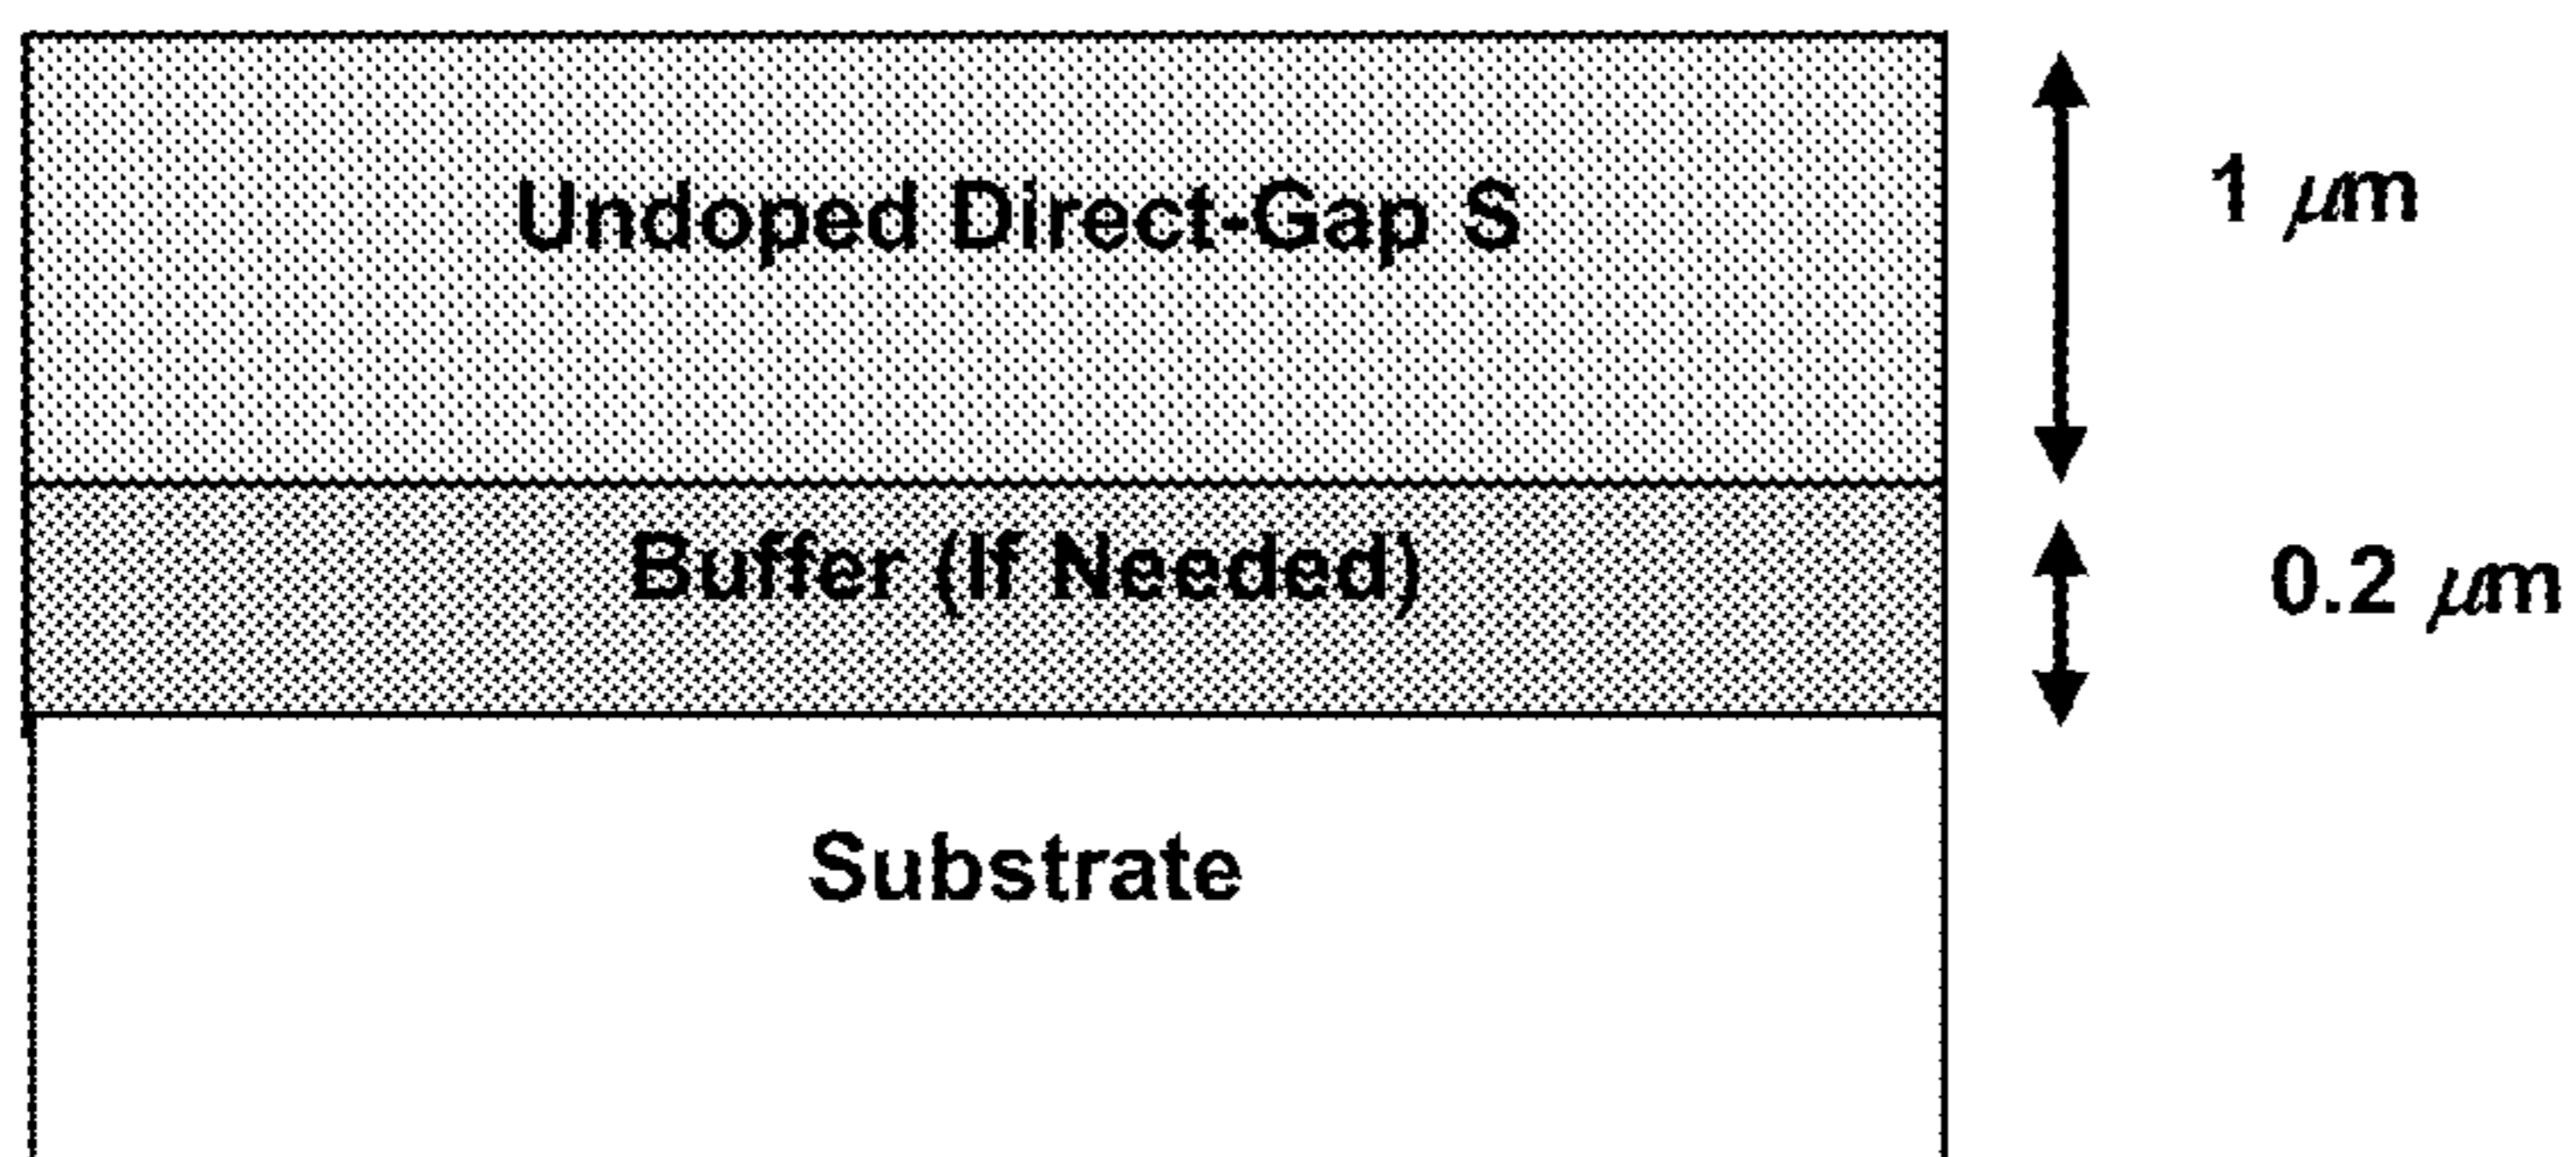 Undoped Direct-Gap S
1 μm
Buffer (If Needed)
0.2 μm
Substrate